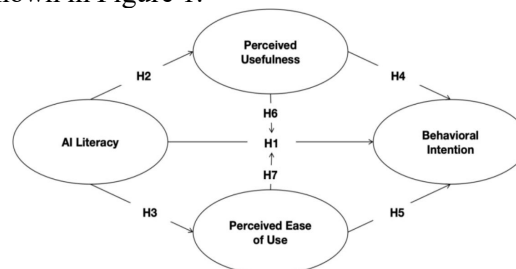 nown in Figure 1.
Perceived
Usefulness
H2
H4
H6
AI Literacy
H1
Behavioral
Intention
H7
H3
H5
Perceived Ease
of Use